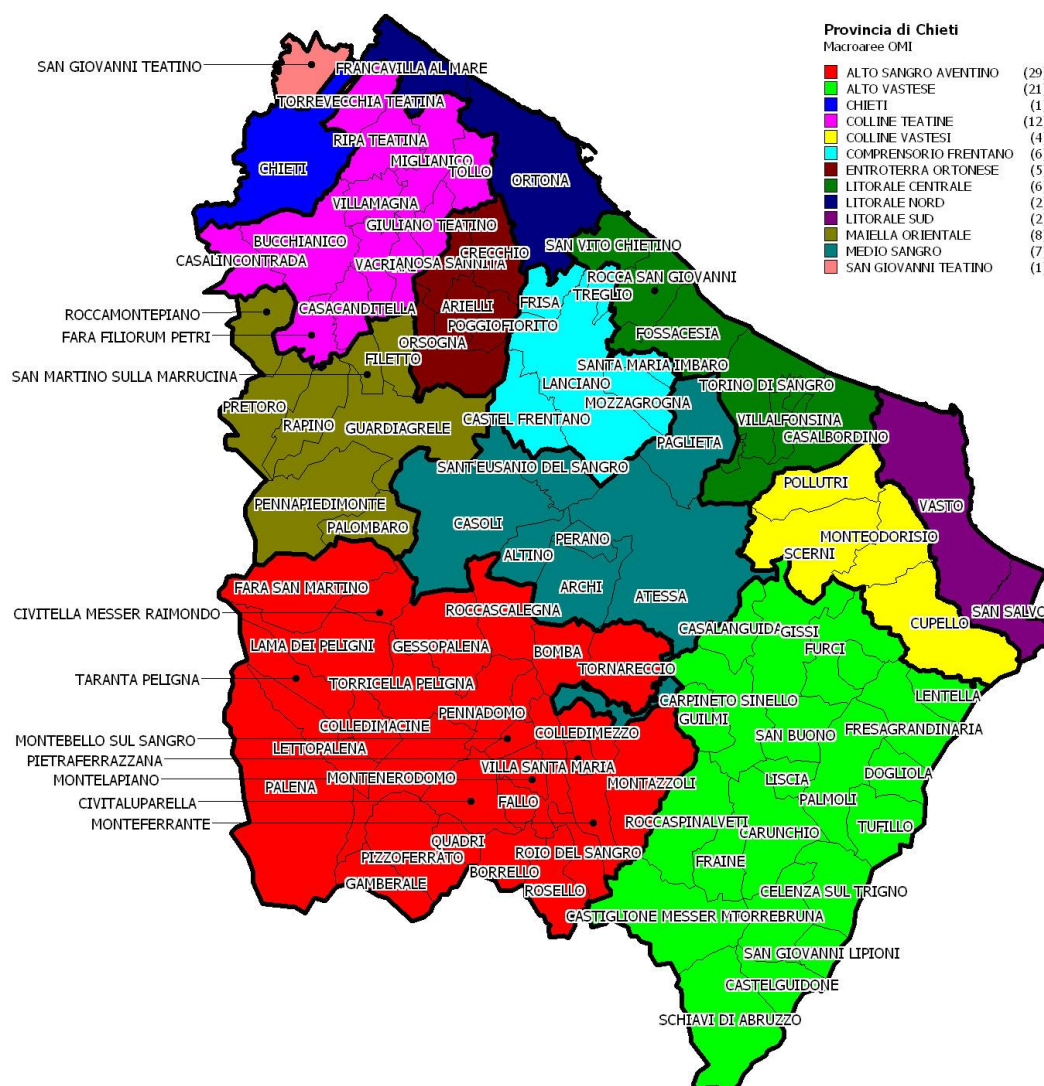 Provincia di Chieti
Macroaree OMI
ALTO SANGRO AVENTINO (29
ALTO VASTESE (21
CHIETI (1
COLLINE TEATINE (12
COLLINE VASTESI (4
COMPRENSORIO FRENTANO (6
ENTROTERRA ORTONESE (5
LITORALE CENTRALE (6
LITORALE NORD (2
LITORALE SUD (2
MAIELLA ORIENTALE (8
MEDIO SANGRO (7
SAN GIOVANNI TEATINO (1
SAN GIOVANNI TEATINO
FRANCAVILLA AL MARE
TORREVECCHIA TEATINA
RIPA TEATINA
MIGLIANICO
CHIETI
TOLLO
ORTONA
VILLAMAGNA
GIULIANO TEATINO
BUCCHIANICO
CRECCHIO
SAN VITO CHIETINO
CASALINCONTRADA
VACRI
ANOSA SANNITA
ROCCA SAN GIOVANNI
TREGLIO
FRISA
CASACANDITELLA
ARIELLI
ROCCAMONTEPIANO
POGGIOFIORITO
FARA FILIORUM PETRI
FOSSACESIA
ORSOGNA
FILETTO
SANTA MARIA IMBARO
SAN MARTINO SULLA MARRUCINA
LANCIANO
TORINO DI SANGRO
PRETORO
MOZZAGROGNA
RAPINO
GUARDIAGRELE
CASTEL FRENTANO
VILLALFONSINA
CASALBORDINO
PAGLIETA
SANT'EUSANIO DEL SANGRO
POLLUTRI
PENNAPIEDIMONTE
VASTO
PALOMBARO
CASOLI
PERANO
MONTEODORISIO
ALTINO
SCERNI
FARA SAN MARTINO
ARCHI
ATESSA
CIVITELLA MESSER RAIMONDO
ROCCASCALEGNA
SAN SALVO
CASALANGUIDA
GISSI
CUPELLO
LAMA DEI PELIGNI
GESSOPALENA
BOMBA
FURCI
TORNARECCIO
TARANTA PELIGNA
TORRICELLA PELIGNA
CARPINETO SINELLO
LENTELLA
PENNADOMO
GUILMI
COLLEDIMACINE
COLLEDIMEZZO
SAN BUONO
FRESAGRANDINARIA
MONTEBELLO SUL SANGRO
LETTOPALENA
PIETRAFERRAZZANA
VILLA SANTA MARIA
MONTELAPIANO
MONTENERODOMO
MONTAZZOLI
LISCIA
DOGLIOLA
PALENA
CIVITALUPARELLA
FALLO
PALMOLI
MONTEFERRANTE
ROCCASPINALVETI
CARUNCHIO
TUFILLO
QUADRI
PIZZOFERRATO
ROIO DEL SANGRO
FRAINE
BORRELLO
GAMBERALE
ROSELLO
CELENZA SUL TRIGNO
CASTIGLIONE MESSER M
TORREBRUNA
SAN GIOVANNI LIPIONI
CASTELGUIDONE
SCHIAVI DI ABRUZZO